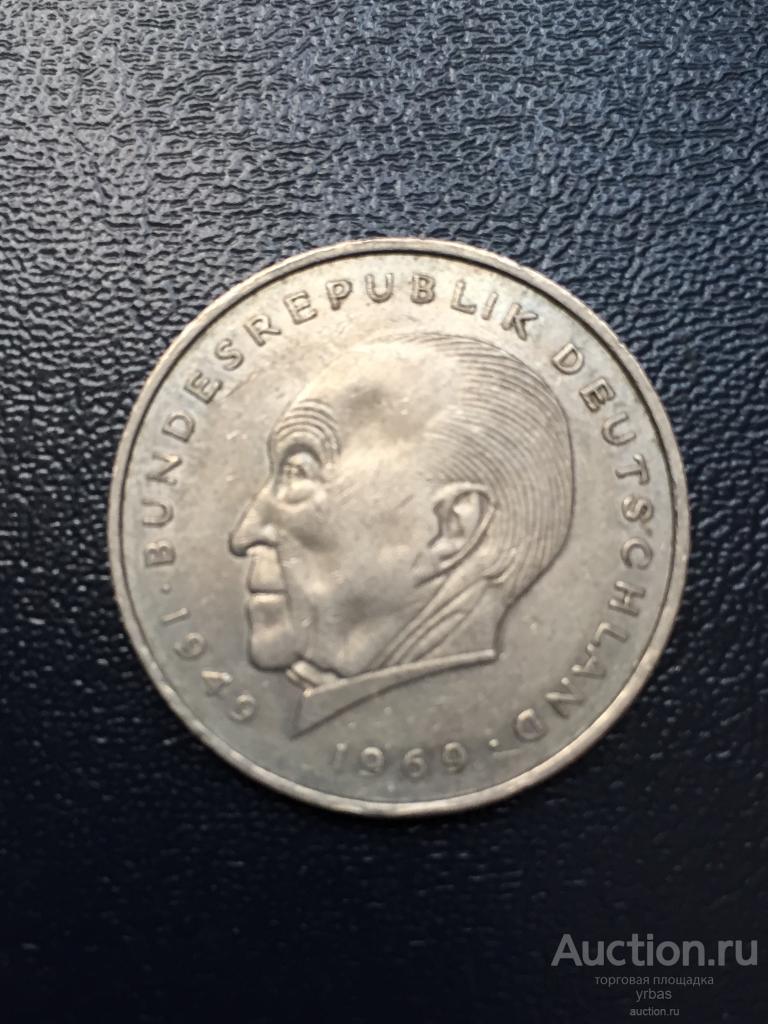 · BUNDESREPUBLIK DEUTSCHLAND ·
1949
1969
Auction.ru
торговая площадка
yrbas
auction.ru